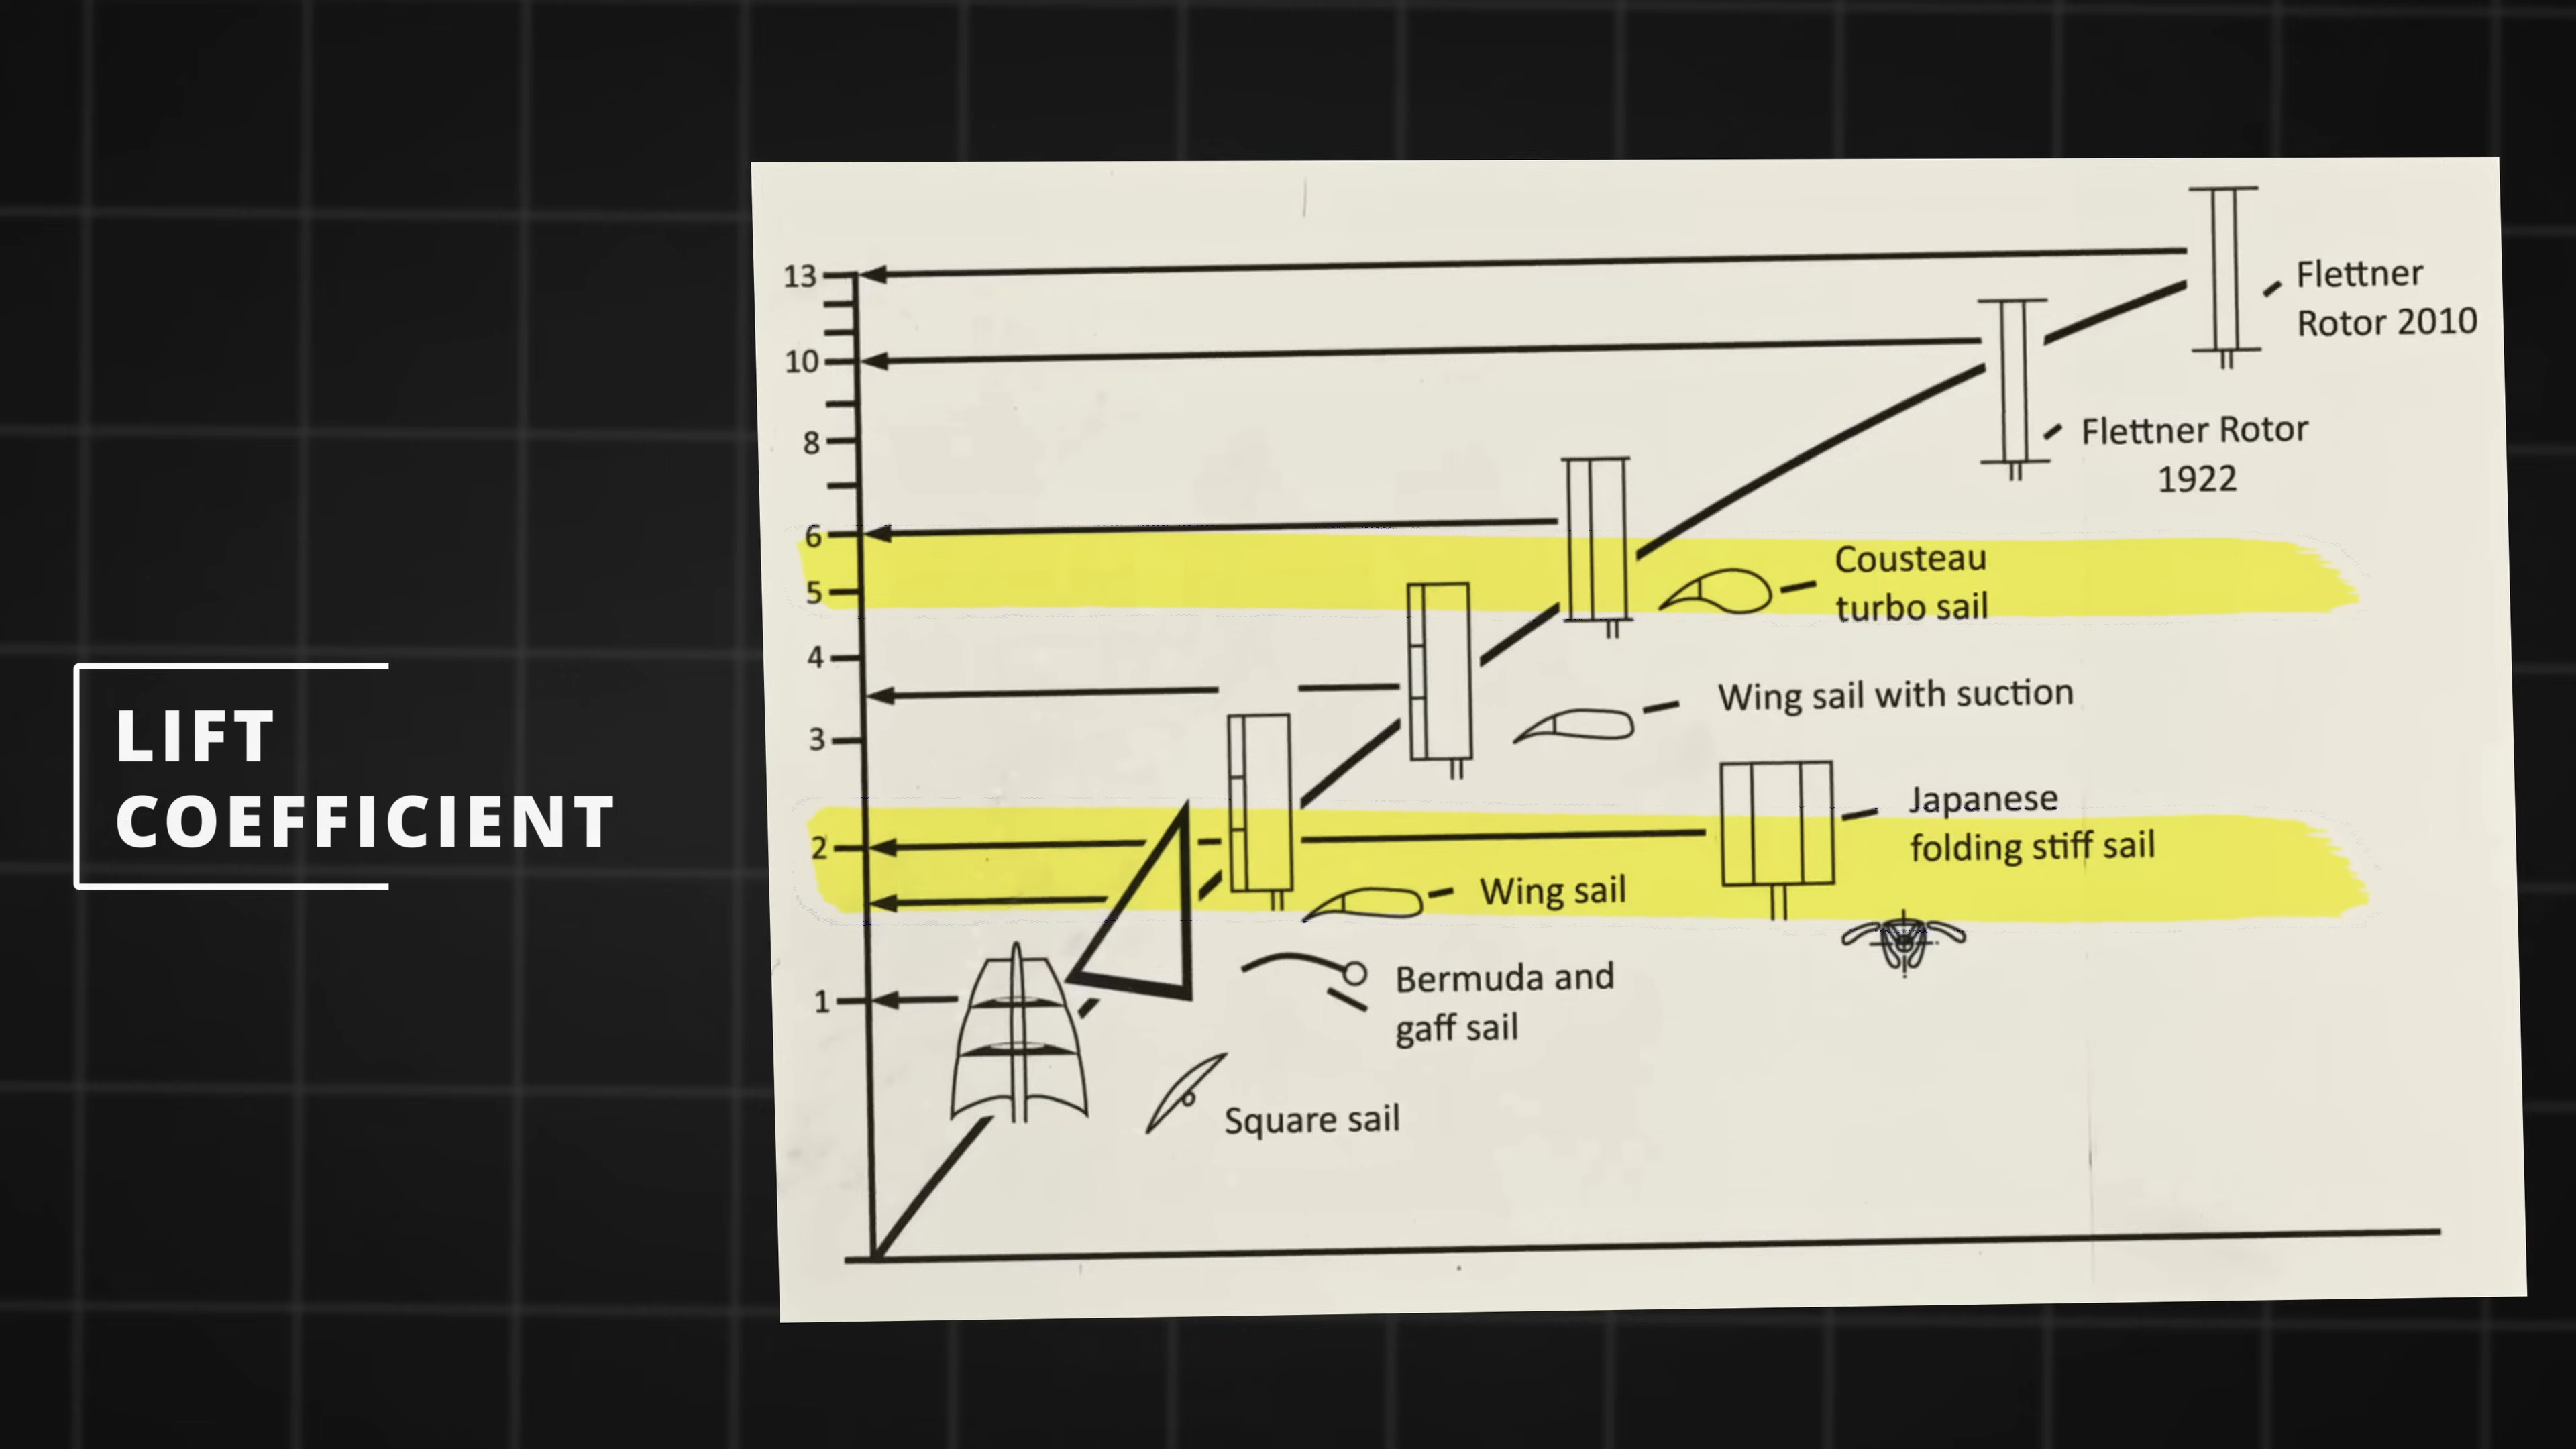 LIFT
COEFFICIENT
13
10
8
6
5
4
3
2
1
Flettner
Rotor 2010
Flettner Rotor
1922
Cousteau
turbo sail
Wing sail with suction
Japanese
folding stiff sail
Wing sail
Bermuda and
gaff sail
Square sail